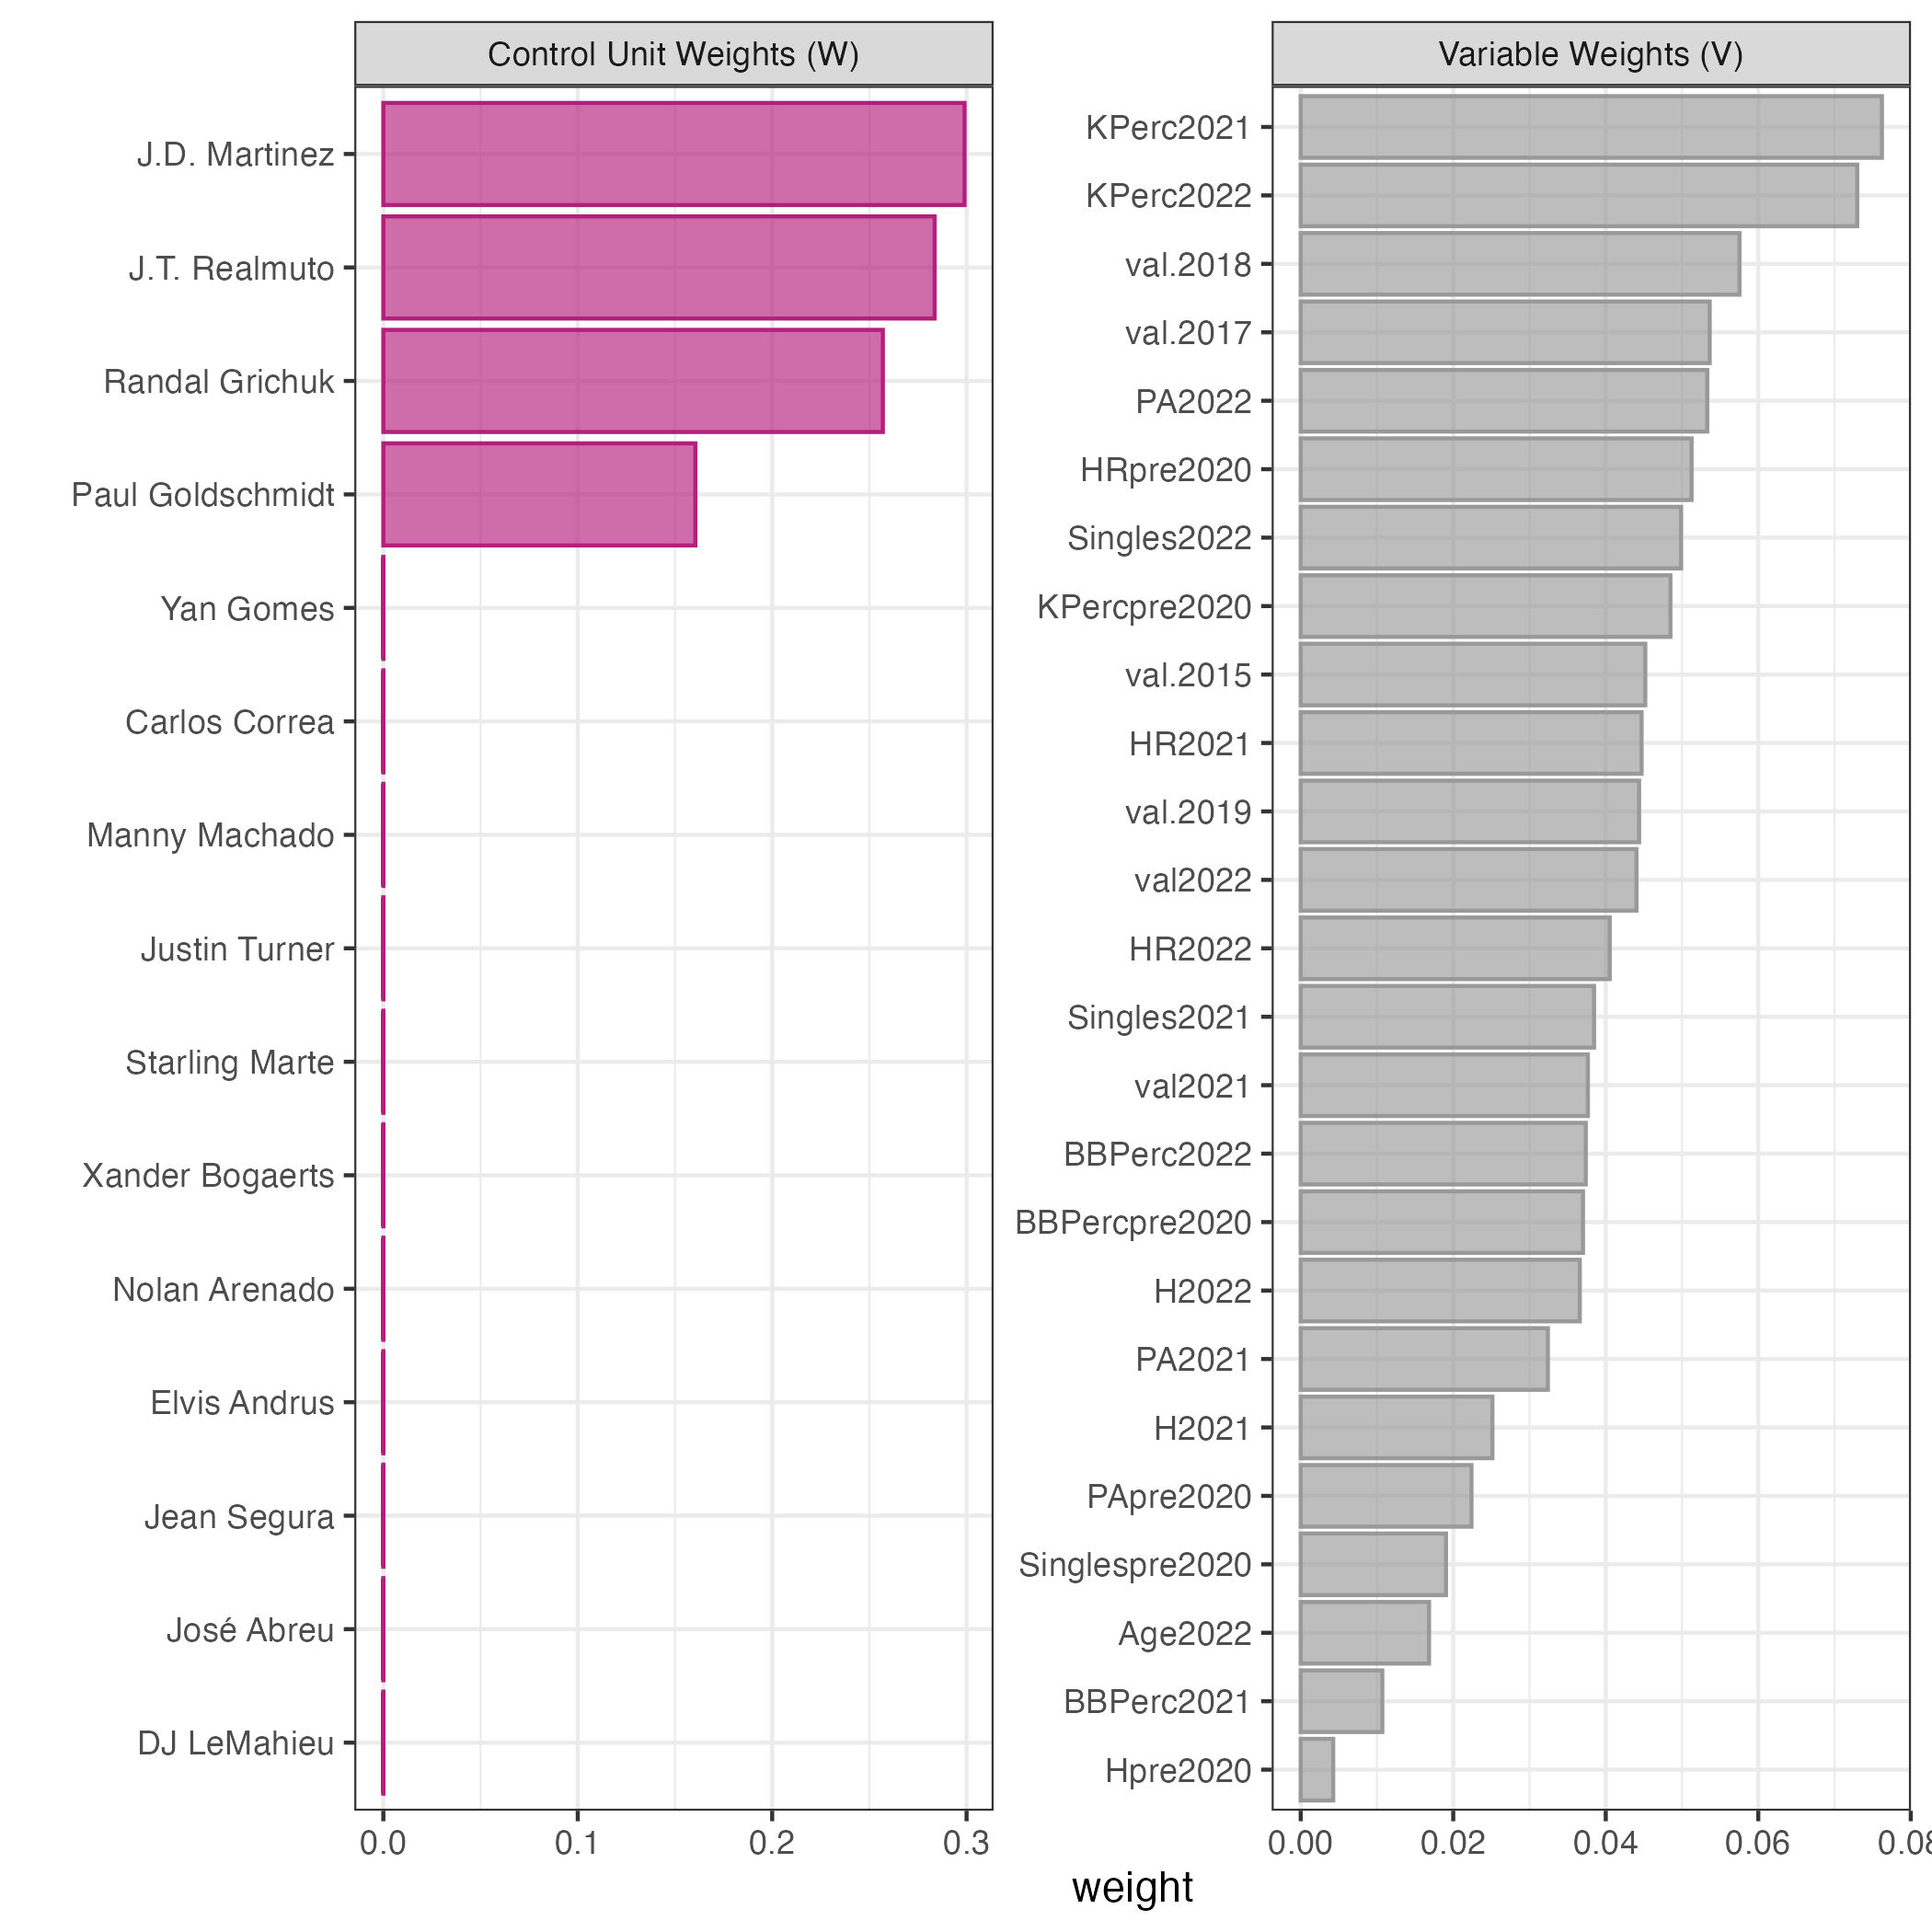 Control Unit Weights (W)
J.D. Martinez
J.T. Realmuto
Randal Grichuk
Paul Goldschmidt
Yan Gomes
Carlos Correa
Manny Machado
Justin Turner
Starling Marte
Xander Bogaerts
Nolan Arenado
Elvis Andrus
Jean Segura
José Abreu
DJ LeMahieu
0.0 0.1 0.2 0.3
Variable Weights (V)
KPerc2021
KPerc2022
val.2018
val.2017
PA2022
HRpre2020
Singles2022
KPercpre2020
val.2015
HR2021
val.2019
val2022
HR2022
Singles2021
val2021
BBPerc2022
BBPercpre2020
H2022
PA2021
H2021
PApre2020
Singlespre2020
Age2022
BBPerc2021
Hpre2020
0.00 0.02 0.04 0.06 0.08
weight